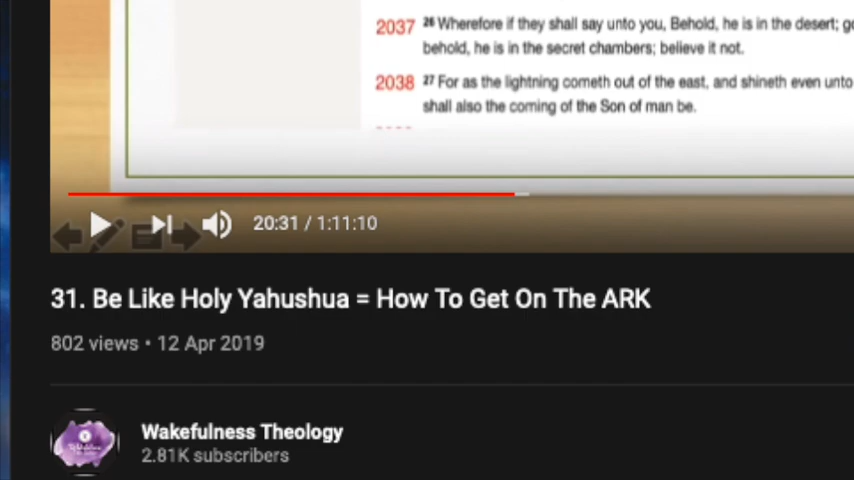 2037 26 Wherefore if they shall say unto you, Behold, he is in the desert;
behold, he is in the secret chambers; believe it not.
2038 27 For as the lightning cometh out of the east, and shineth even unto
shall also the coming of the Son of man be.
20:31 / 1:11:10
31. Be Like Holy Yahushua = How To Get On The ARK
802 views • 12 Apr 2019
Wakefulness Theology
2.81K subscribers